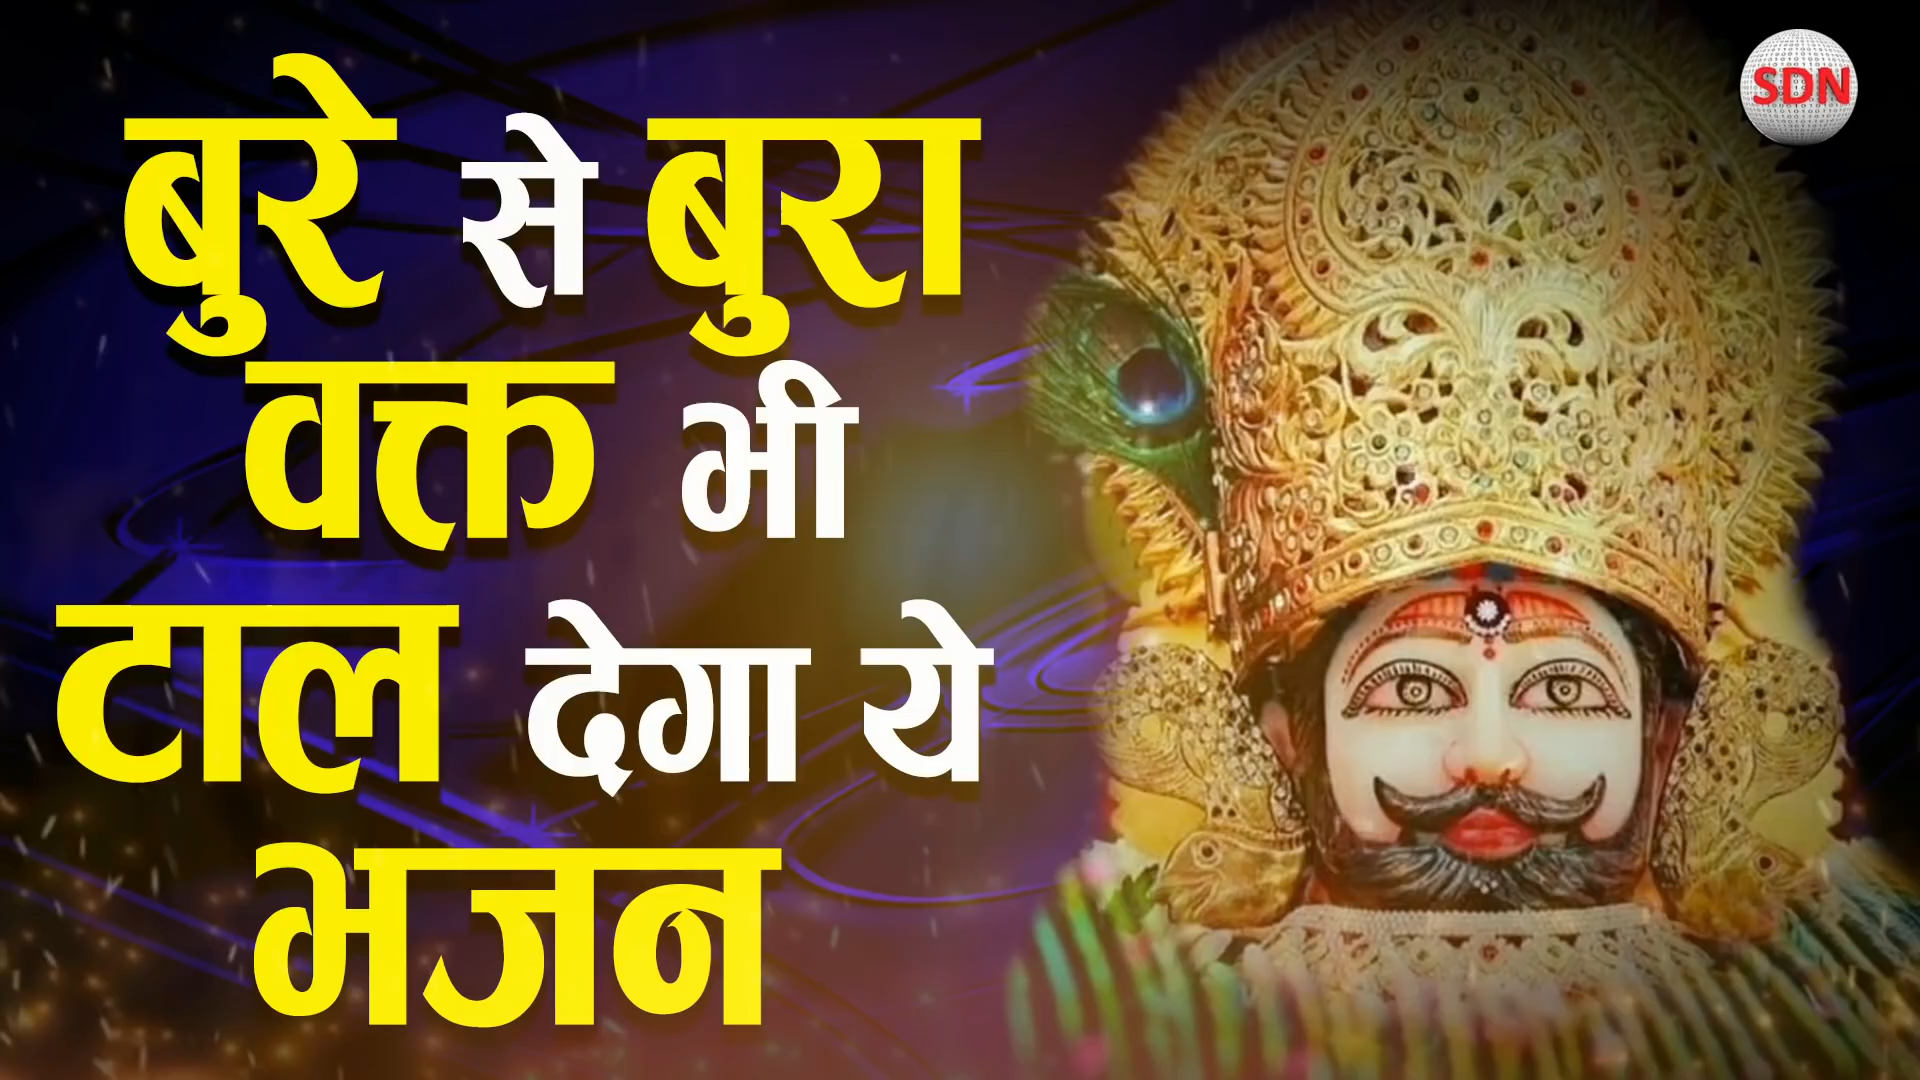 बुरे से बुरा
वक्त भी
टाल देगा ये
भजन
SDN